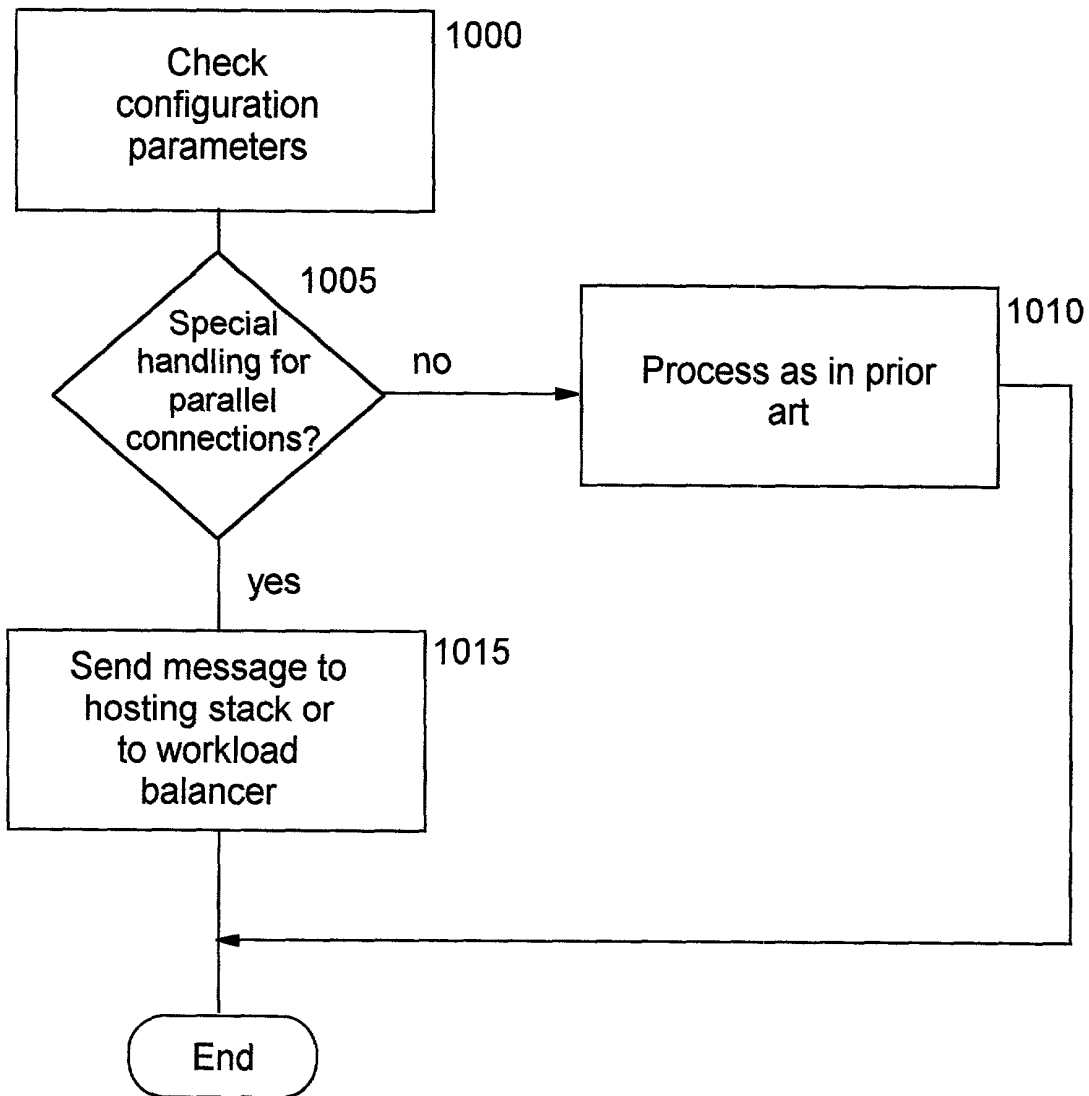 1000
Check
configuration
parameters
1005
Special
handling for
parallel
connections?
no
1010
Process as in prior
art
yes
1015
Send message to
hosting stack or
to workload
balancer
End